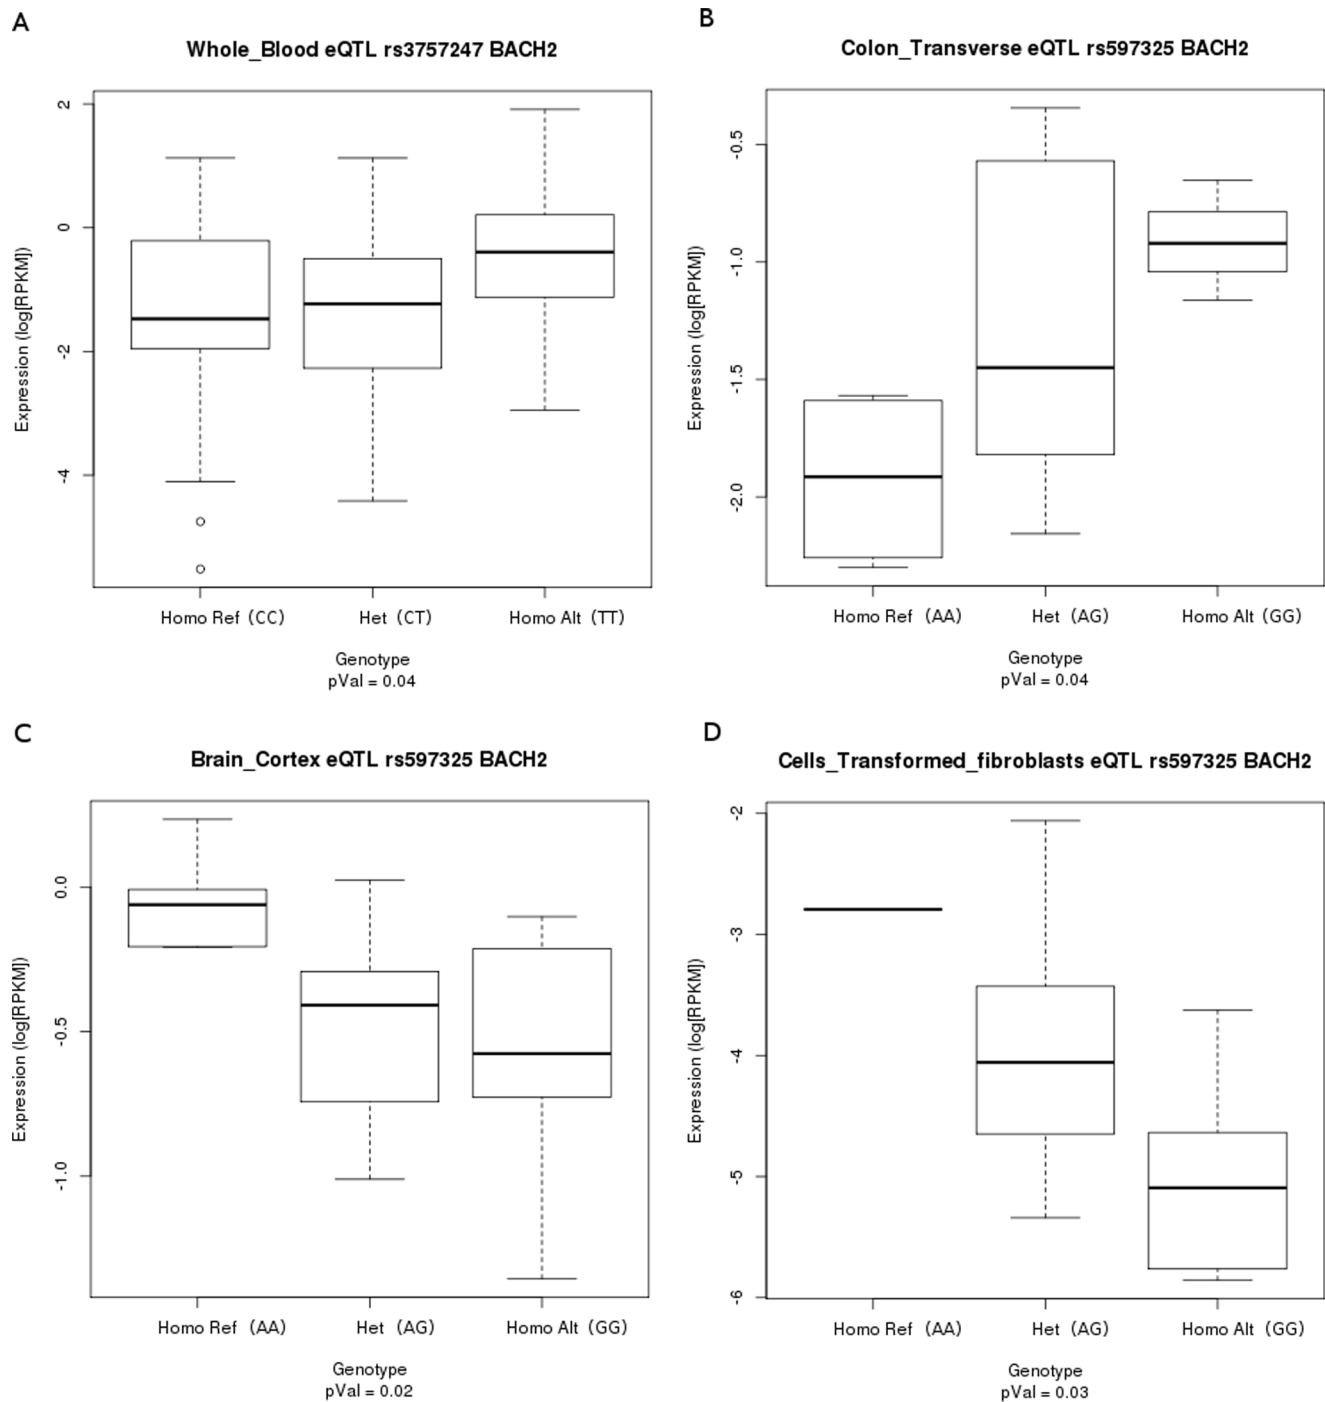 A
Whole_Blood eQTL rs3757247 BACH2
Expression (log[RPKM])
2
0
-2
-4
Homo Ref (CC)
Het (CT)
Homo Alt (TT)
Genotype
pVal = 0.04
B
Colon_Transverse eQTL rs597325 BACH2
Expression (log[RPKM])
-0.5
-1.0
-1.5
-2.0
Homo Ref (AA)
Het (AG)
Homo Alt (GG)
Genotype
pVal = 0.04
C
Brain_Cortex eQTL rs597325 BACH2
Expression (log[RPKM])
0.0
-0.5
-1.0
Homo Ref (AA)
Het (AG)
Homo Alt (GG)
Genotype
pVal = 0.02
D
Cells_Transformed_fibroblasts eQTL rs597325 BACH2
Expression (log[RPKM])
-2
-3
-4
-5
-6
Homo Ref (AA)
Het (AG)
Homo Alt (GG)
Genotype
pVal = 0.03